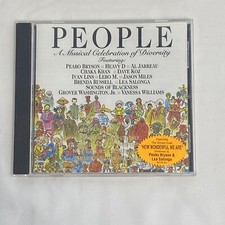 PEOPLE
A Musical Celebration of Diversity
Featuring:
PEABO BRYSON ~ HEAVY D ~ AL JARREAU
CHAKA KHAN ~ DAVE KOZ
IVAN LINS ~ LEBO M. ~ JASON MILES
BRENDA RUSSELL ~ LEA SALONGA
SOUNDS OF BLACKNESS
GROVER WASHINGTON, JR. ~ VANESSA WILLIAMS
"HOW WONDERFUL WE ARE"
Peabo Bryson &
Lea Salonga